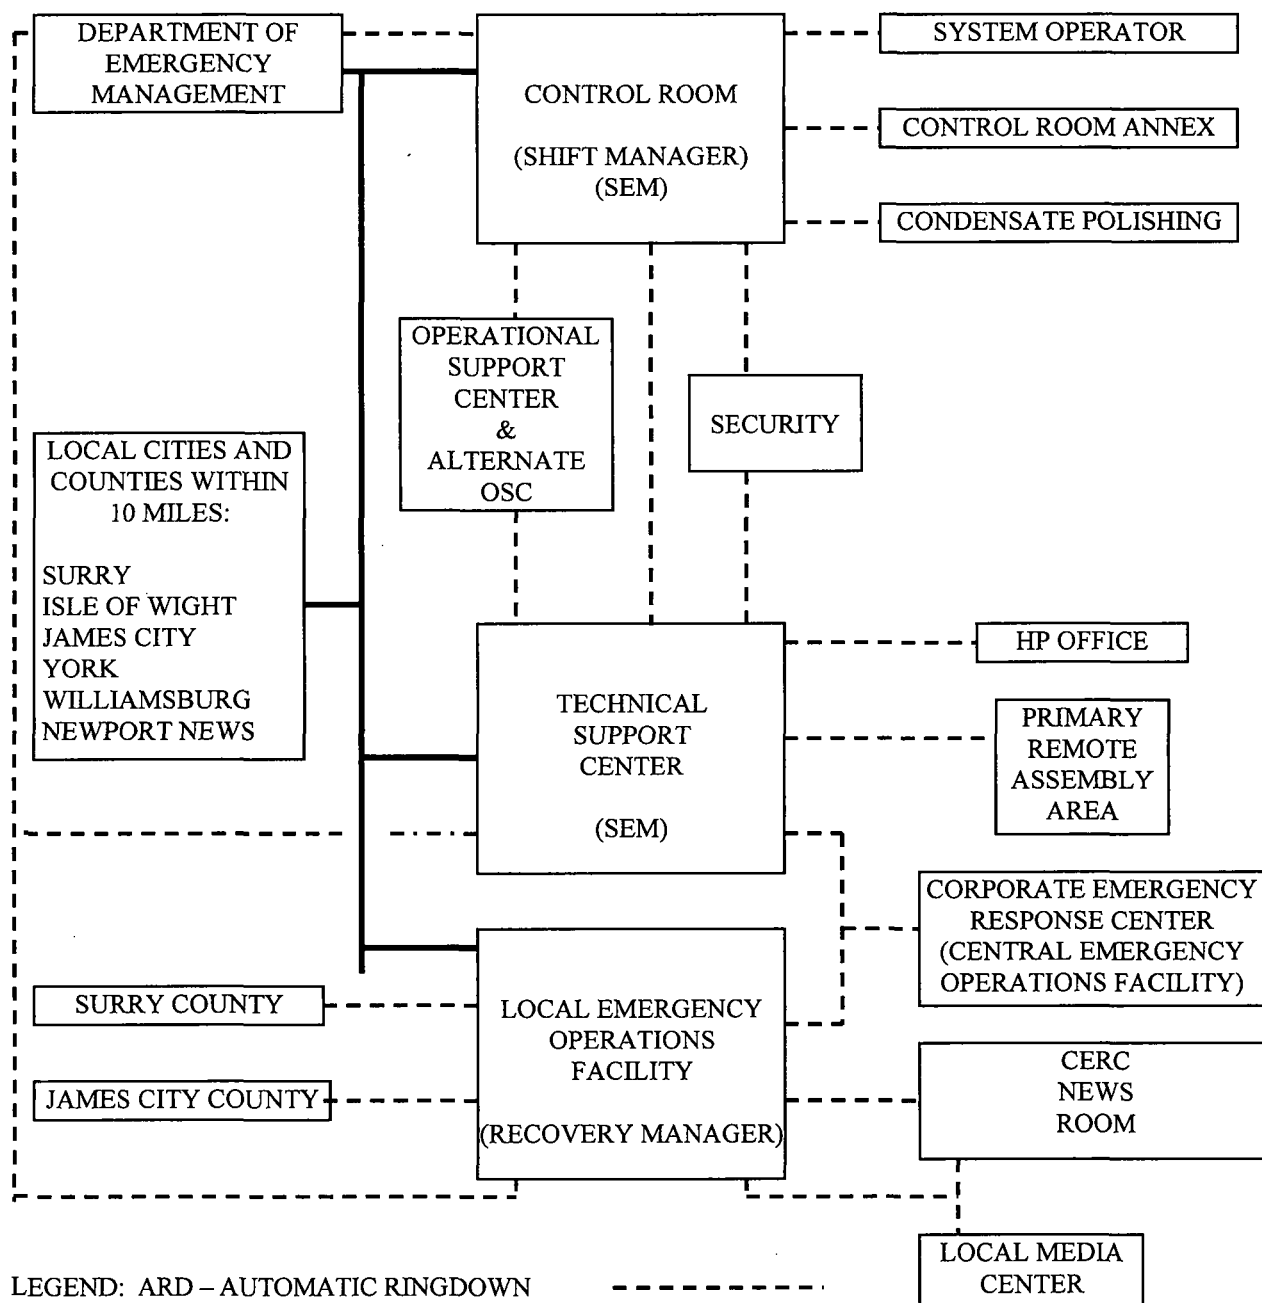 DEPARTMENT OF
EMERGENCY
MANAGEMENT
CONTROL ROOM
(SHIFT MANAGER)
(SEM)
SYSTEM OPERATOR
CONTROL ROOM ANNEX
CONDENSATE POLISHING
OPERATIONAL
SUPPORT
CENTER
&
ALTERNATE
OSC
SECURITY
LOCAL CITIES AND
COUNTIES WITHIN
10 MILES:
SURRY
ISLE OF WIGHT
JAMES CITY
YORK
WILLIAMSBURG
NEWPORT NEWS
TECHNICAL
SUPPORT
CENTER
(SEM)
HP OFFICE
PRIMARY
REMOTE
ASSEMBLY
AREA
CORPORATE EMERGENCY
RESPONSE CENTER
(CENTRAL EMERGENCY
OPERATIONS FACILITY)
SURRY COUNTY
JAMES CITY COUNTY
LOCAL EMERGENCY
OPERATIONS
FACILITY
(RECOVERY MANAGER)
CERC
NEWS
ROOM
LOCAL MEDIA
CENTER
LEGEND: ARD – AUTOMATIC RINGDOWN